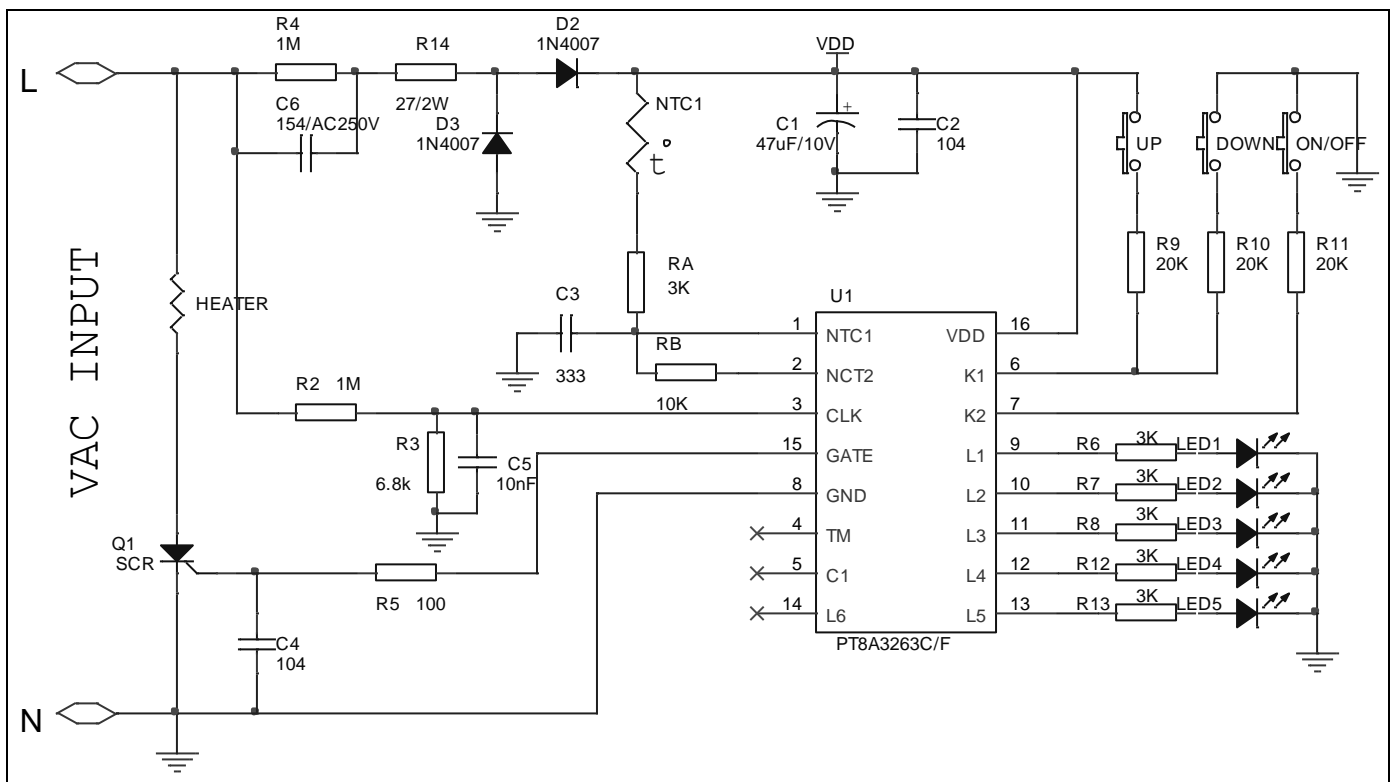 R4
1M
R14
D2
1N4007
VDD
L
C6
154/AC250V
27/2W
D3
1N4007
NTC1
t°
C1
47uF/10V
+
C2
104
UP
DOWN
ON/OFF
R9
20K
R10
20K
R11
20K
VAC INPUT
HEATER
RA
3K
C3
333
RB
10K
U1
1 NTC1 VDD 16
2 NCT2 K1 6
3 CLK K2 7
15 GATE L1 9
8 GND L2 10
4 TM L3 11
5 C1 L4 12
14 L6 L5 13
PT8A3263C/F
R2 1M
R3
6.8k
C5
10nF
R6 3K LED1
R7 3K LED2
R8 3K LED3
R12 3K LED4
R13 3K LED5
Q1
SCR
R5 100
C4
104
N